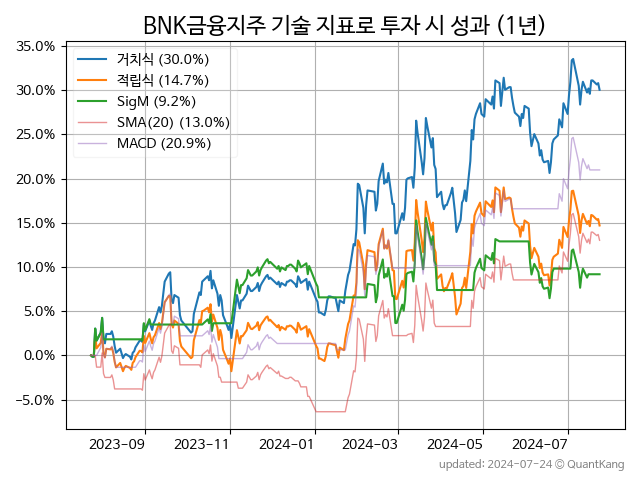 BNK금융지주 기술 지표로 투자 시 성과 (1년)
35.0%
30.0%
25.0%
20.0%
15.0%
10.0%
5.0%
0.0%
−5.0%
거치식 (30.0%)
적립식 (14.7%)
SigM (9.2%)
SMA(20) (13.0%)
MACD (20.9%)
2023-09 2023-11 2024-01 2024-03 2024-05 2024-07
updated: 2024-07-24 @ QuantKang